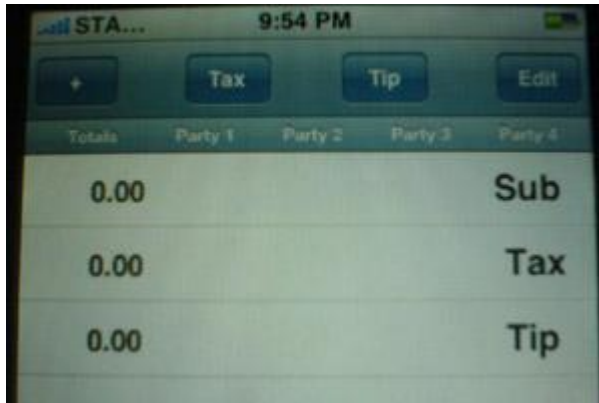 STA... 9:54 PM
+ Tax Tip Edit
Totals Party 1 Party 2 Party 3 Party 4
0.00 Sub
0.00 Tax
0.00 Tip